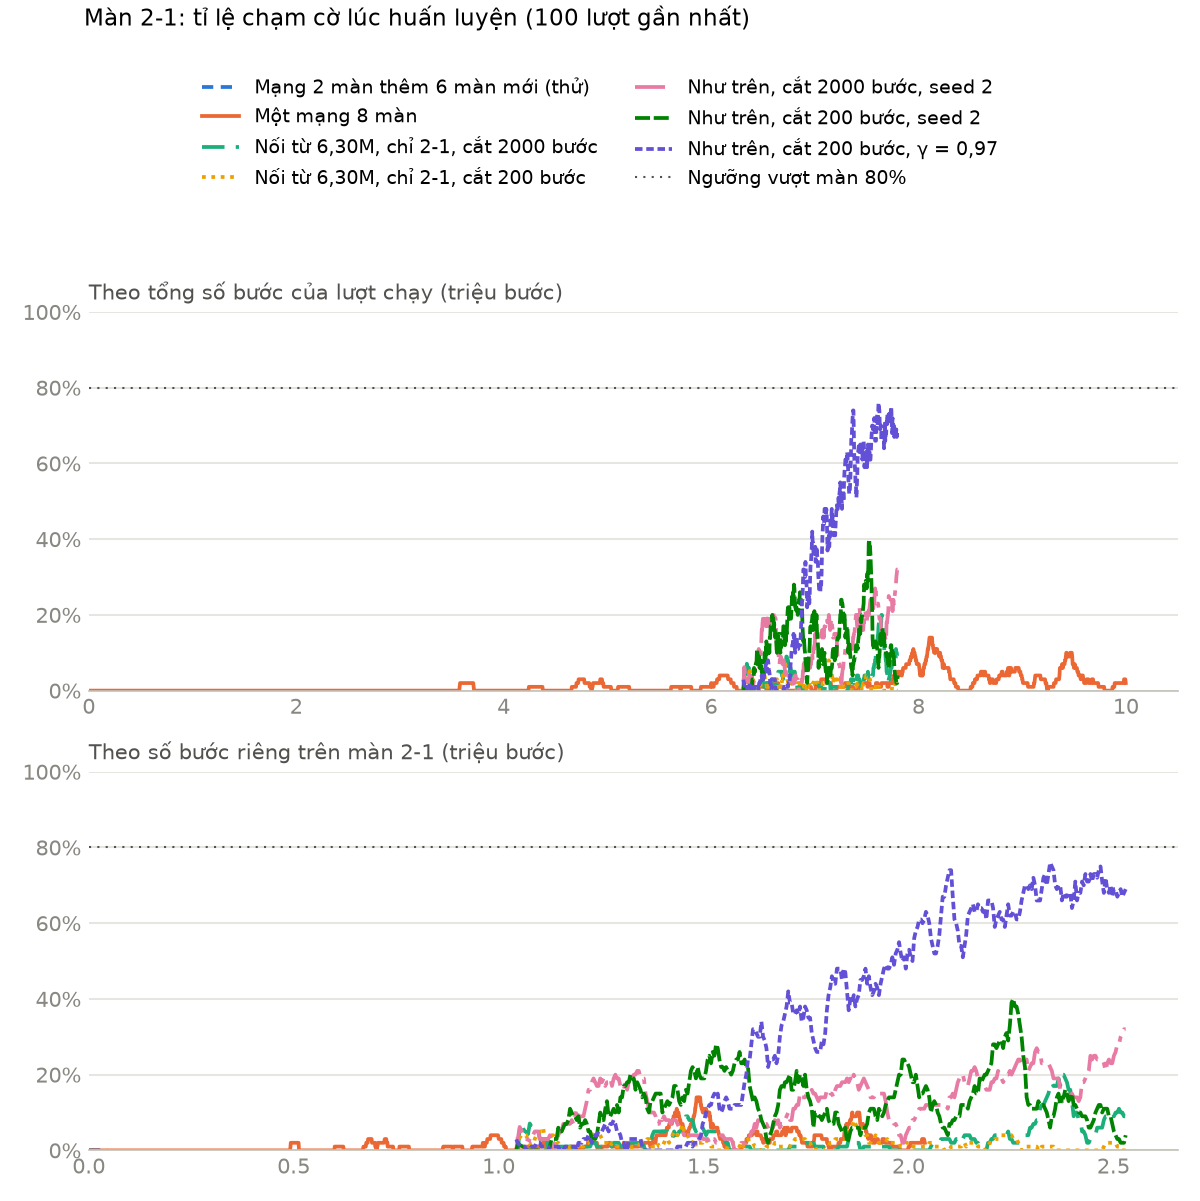 Màn 2-1: tỉ lệ chạm cờ lúc huấn luyện (100 lượt gần nhất)
Mạng 2 màn thêm 6 màn mới (thử)
Một mạng 8 màn
Nối từ 6,30M, chỉ 2-1, cắt 2000 bước
Nối từ 6,30M, chỉ 2-1, cắt 200 bước
Như trên, cắt 2000 bước, seed 2
Như trên, cắt 200 bước, seed 2
Như trên, cắt 200 bước, γ = 0,97
Ngưỡng vượt màn 80%
Theo tổng số bước của lượt chạy (triệu bước)
100%
80%
60%
40%
20%
0%
0 2 4 6 8 10
Theo số bước riêng trên màn 2-1 (triệu bước)
100%
80%
60%
40%
20%
0%
0.0 0.5 1.0 1.5 2.0 2.5